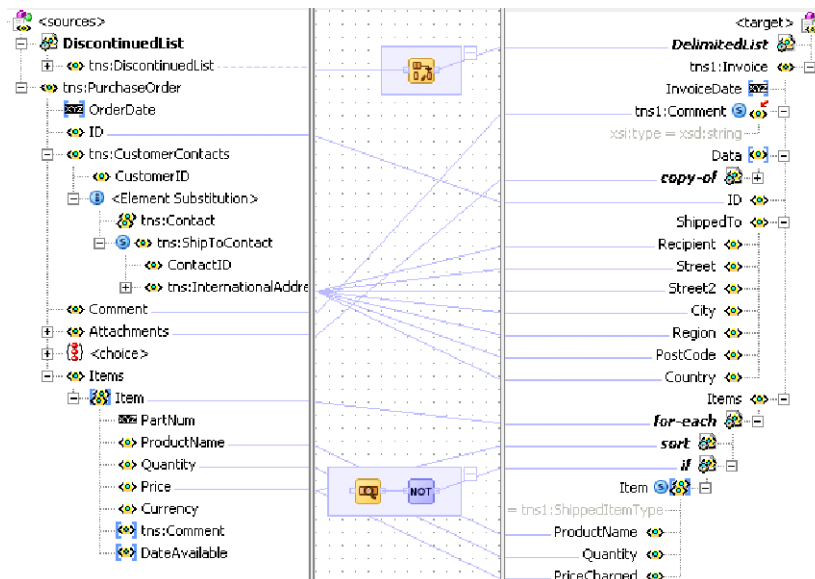 <sources>
DiscontinuedList
tns:DiscontinuedList
tns:PurchaseOrder
OrderDate
ID
tns:CustomerContacts
CustomerID
<Element Substitution>
tns:Contact
tns:ShipToContact
ContactID
tns:InternationalAddre
Comment
Attachments
<choice>
Items
Item
PartNum
ProductName
Quantity
Price
Currency
tns:Comment
DateAvailable
NOT
<target>
DelimitedList
tns1:Invoice
InvoiceDate
tns1:Comment
xsi:type = xsd:string
Data
copy-of
ID
ShippedTo
Recipient
Street
Street2
City
Region
PostCode
Country
Items
for-each
sort
if
Item
= tns1:ShippedItemType
ProductName
Quantity
PriceCharged